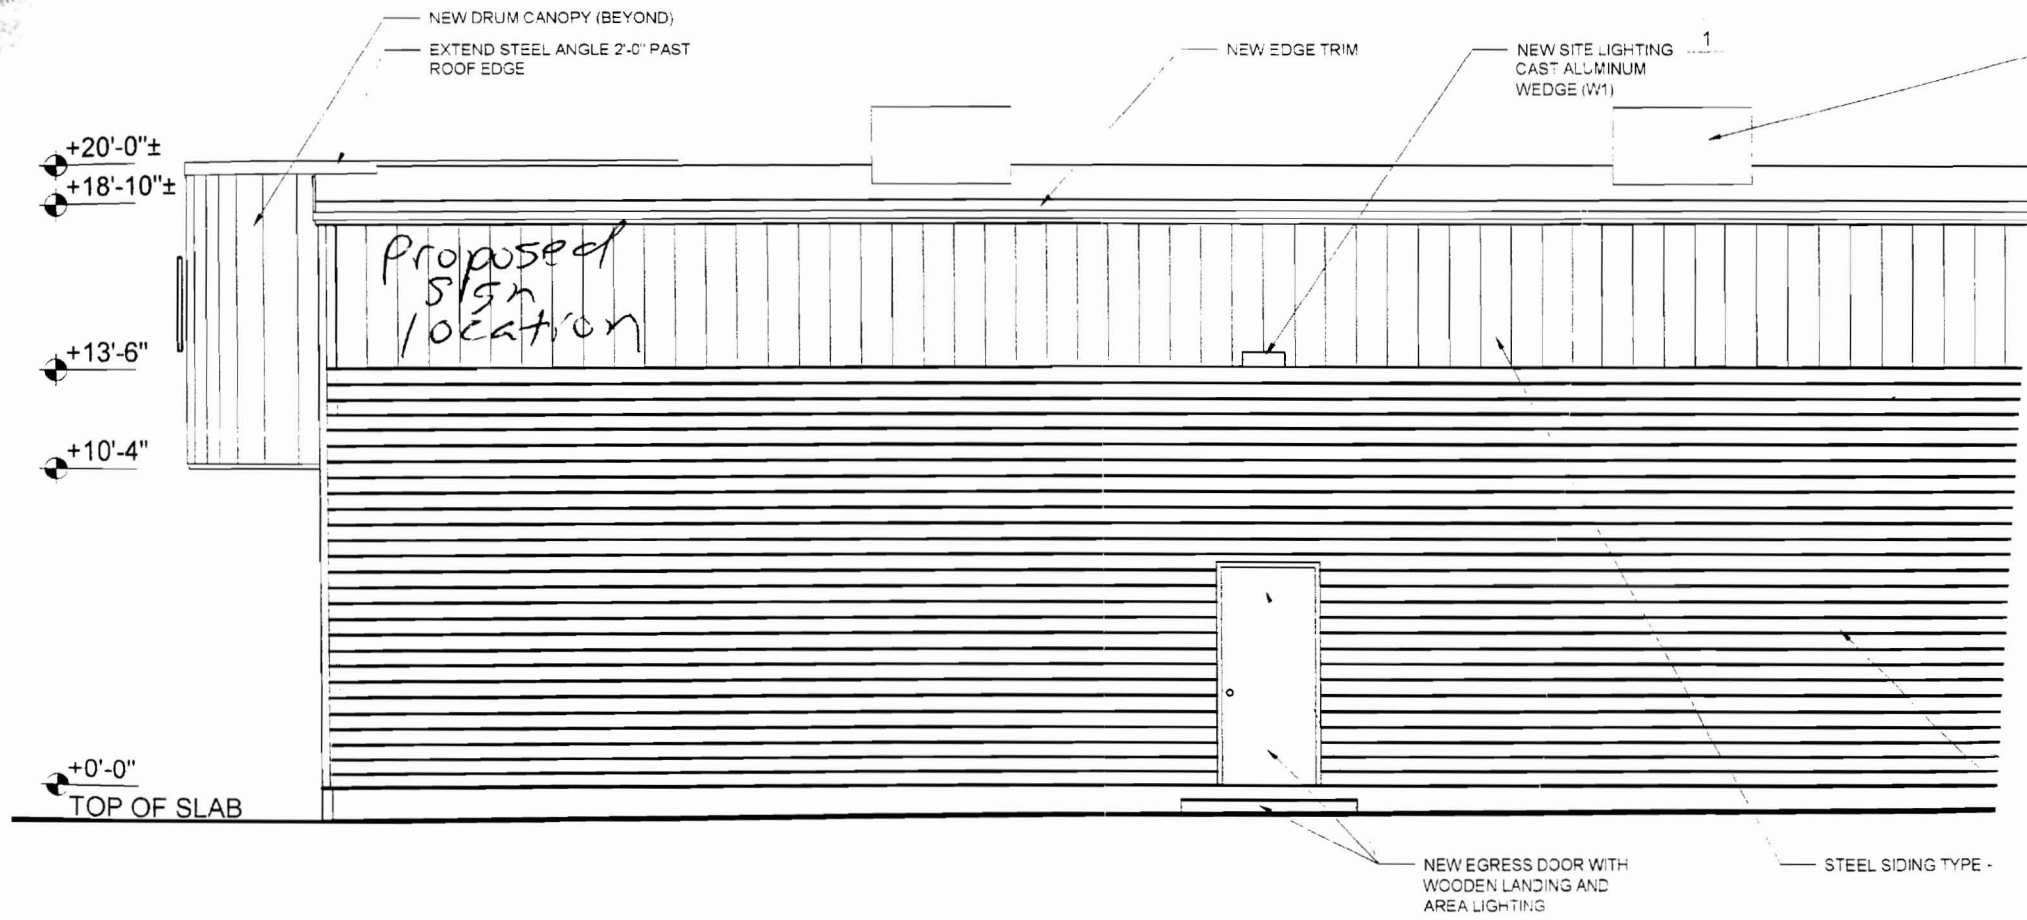 NEW DRUM CANOPY (BEYOND)
EXTEND STEEL ANGLE 2'-0" PAST
ROOF EDGE
NEW EDGE TRIM
NEW SITE LIGHTING 1
CAST ALUMINUM
WEDGE (W1)
+20'-0"±
+18'-10"±
Proposed
Sign
location
+13'-6"
+10'-4"
+0'-0"
TOP OF SLAB
NEW EGRESS DOOR WITH
WOODEN LANDING AND
AREA LIGHTING
STEEL SIDING TYPE -